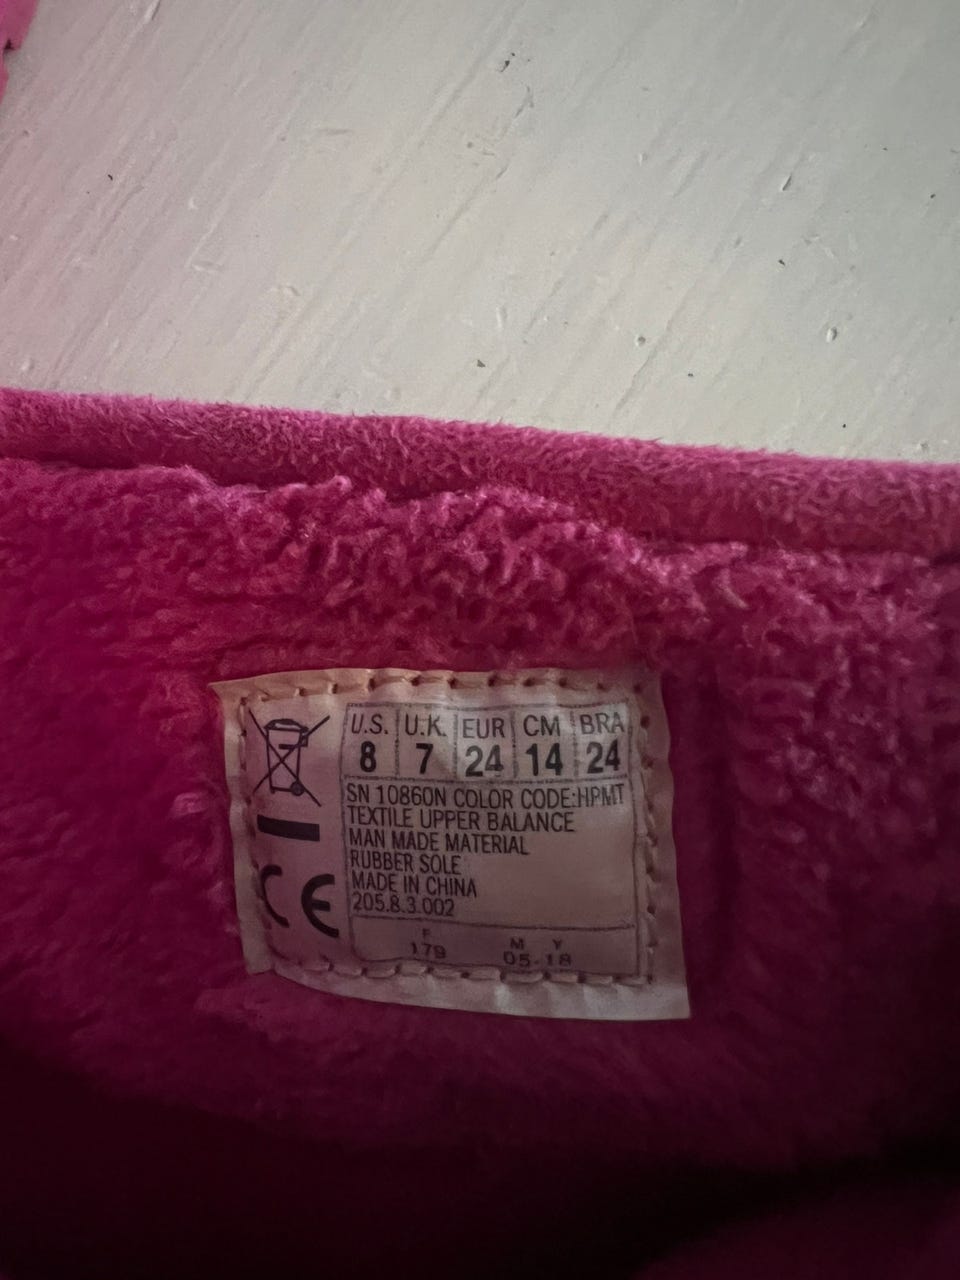 U.S. U.K. EUR CM BRA
8 7 24 14 24
SN 10860N COLOR CODE:HPMT
TEXTILE UPPER BALANCE
MAN MADE MATERIAL
RUBBER SOLE
MADE IN CHINA
205.8.3.002
F M Y
179 05-18
CE